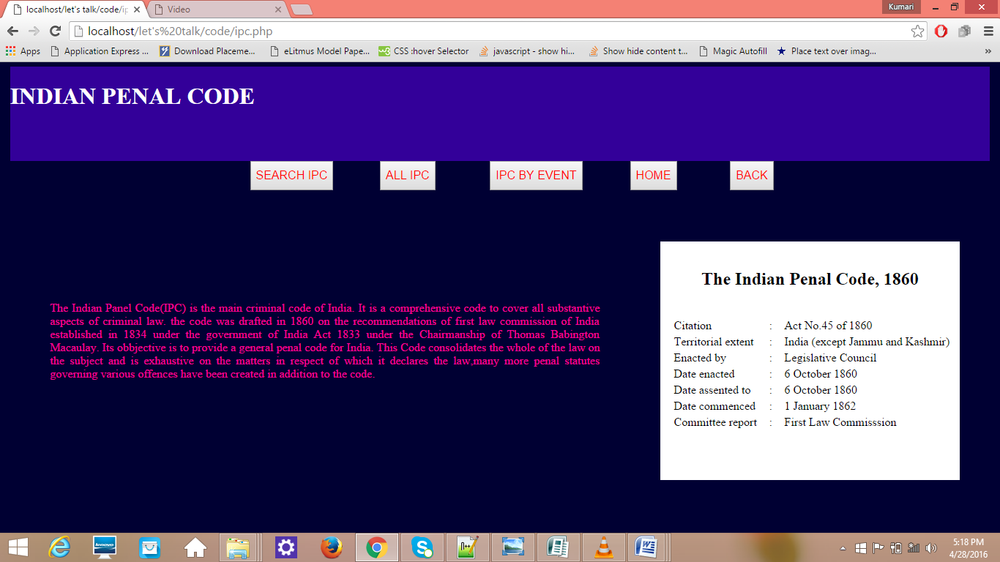 localhost/let's talk/code/ip
Video
Kumari
localhost/let's%20talk/code/ipc.php
Apps
Application Express ...
Download Placeme...
eLitmus Model Pape...
CSS :hover Selector
javascript - show hi...
Show hide content t...
Magic Autofill
Place text over imag...
»
INDIAN PENAL CODE
SEARCH IPC
ALL IPC
IPC BY EVENT
HOME
BACK
The Indian Panel Code(IPC) is the main criminal code of India. It is a comprehensive code to cover all substantive
aspects of criminal law. the code was drafted in 1860 on the recommendations of first law commission of India
established in 1834 under the government of India Act 1833 under the Chairmanship of Thomas Babington
Macaulay. Its obbjective is to provide a general penal code for India. This Code consolidates the whole of the law on
the subject and is exhaustive on the matters in respect of which it declares the law,many more penal statutes
governing various offences have been created in addition to the code.
The Indian Penal Code, 1860
Citation : Act No.45 of 1860
Territorial extent : India (except Jammu and Kashmir)
Enacted by : Legislative Council
Date enacted : 6 October 1860
Date assented to : 6 October 1860
Date commenced : 1 January 1862
Committee report : First Law Commisssion
lenovo
5:18 PM
4/28/2016